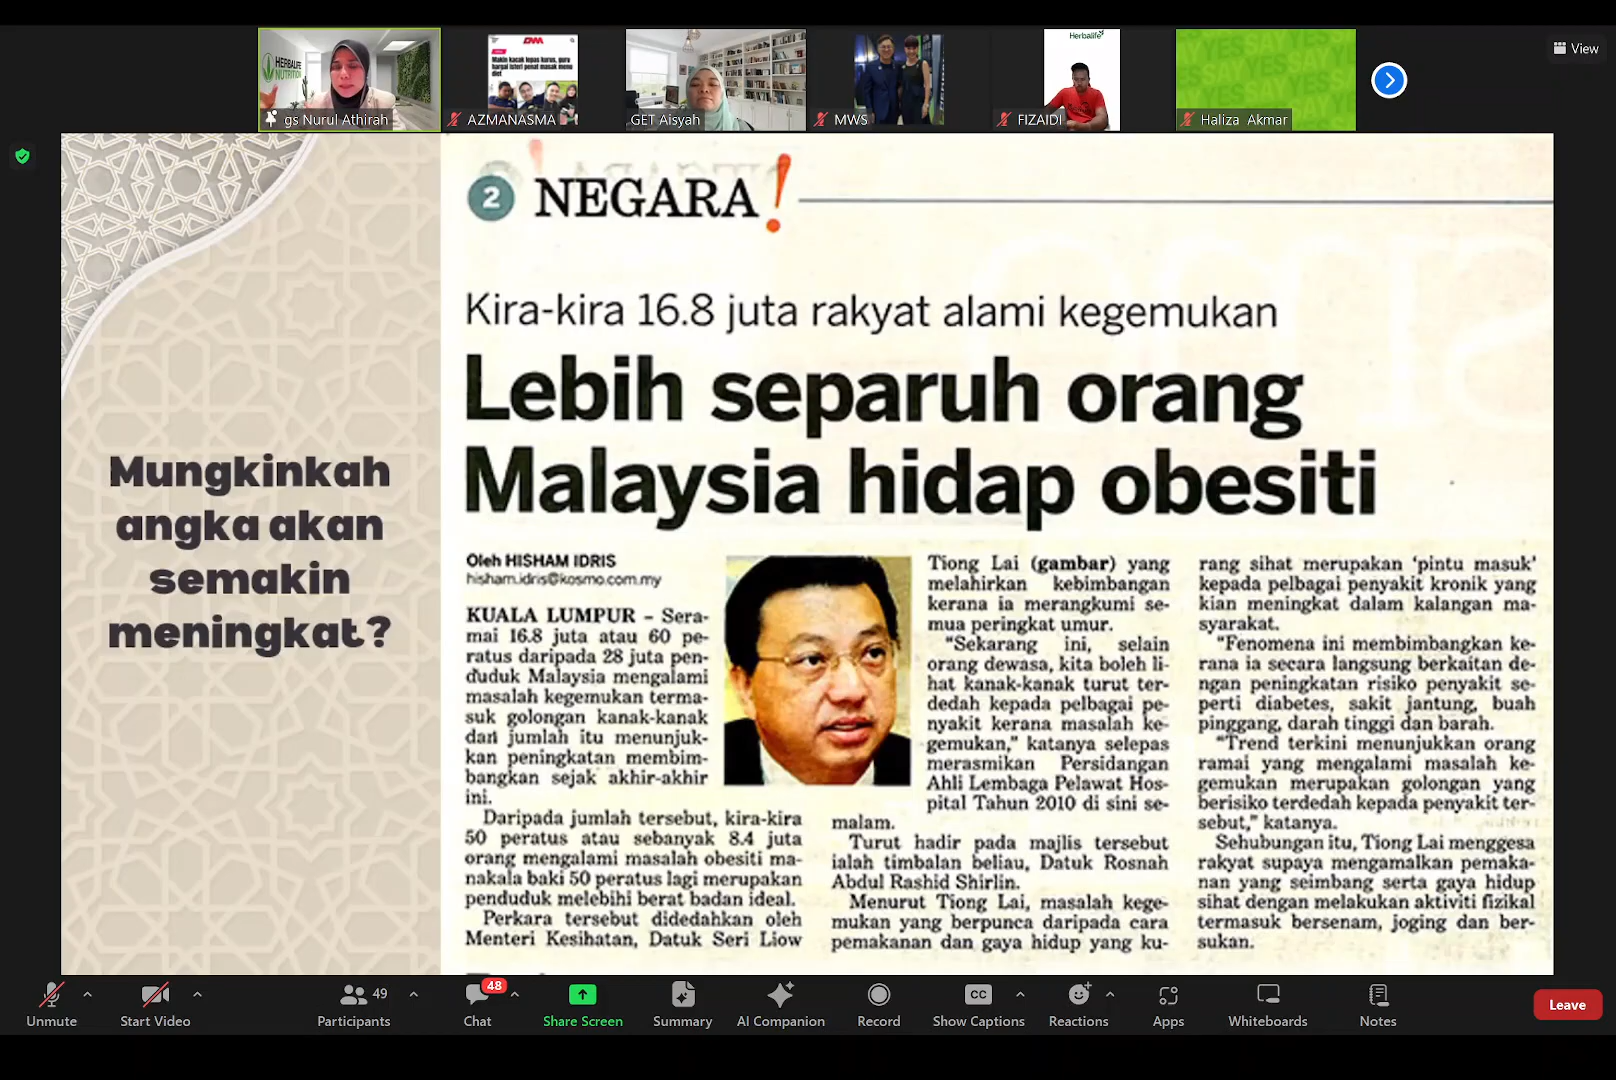 HERBALIFE
NUTRITION
gs Nurul Athirah
Makin kacak lepas kurus, guru
hargai isteri penat masak menu
diet
AZMANASMA
GET Aisyah
MWS
Herbalife
FIZAIDI
Haliza Akmar
View
Mungkinkah
angka akan
semakin
meningkat?
2 NEGARA!
Kira-kira 16.8 juta rakyat alami kegemukan
Lebih separuh orang
Malaysia hidap obesiti
Oleh HISHAM IDRIS
hisham.idris@kosmo.com.my
KUALA LUMPUR – Sera-
mai 16.8 juta atau 60 pe-
ratus daripada 28 juta pen-
duduk Malaysia mengalami
masalah kegemukan terma-
suk golongan kanak-kanak
dan jumlah itu menunjuk-
kan peningkatan membim-
bangkan sejak akhir-akhir
ini.
Daripada jumlah tersebut, kira-kira
50 peratus atau sebanyak 8.4 juta
orang mengalami masalah obesiti ma-
nakala baki 50 peratus lagi merupakan
penduduk melebihi berat badan ideal.
Perkara tersebut didedahkan oleh
Menteri Kesihatan, Datuk Seri Liow
Tiong Lai (gambar) yang
melahirkan kebimbangan
kerana ia merangkumi se-
mua peringkat umur.
"Sekarang ini, selain
orang dewasa, kita boleh li-
hat kanak-kanak turut ter-
dedah kepada pelbagai pe-
nyakit kerana masalah ke-
gemukan," katanya selepas
merasmikan Persidangan
Ahli Lembaga Pelawat Hos-
pital Tahun 2010 di sini se-
malam.
Turut hadir pada majlis tersebut
ialah timbalan beliau, Datuk Rosnah
Abdul Rashid Shirlin.
Menurut Tiong Lai, masalah kege-
mukan yang berpunca daripada cara
pemakanan dan gaya hidup yang ku-
rang sihat merupakan 'pintu masuk'
kepada pelbagai penyakit kronik yang
kian meningkat dalam kalangan ma-
syarakat.
"Fenomena ini membimbangkan ke-
rana ia secara langsung berkaitan de-
ngan peningkatan risiko penyakit se-
perti diabetes, sakit jantung, buah
pinggang, darah tinggi dan barah.
"Trend terkini menunjukkan orang
ramai yang mengalami masalah ke-
gemukan merupakan golongan yang
berisiko terdedah kepada penyakit ter-
sebut," katanya.
Sehubungan itu, Tiong Lai menggesa
rakyat supaya mengamalkan pemaka-
nan yang seimbang serta gaya hidup
sihat dengan melakukan aktiviti fizikal
termasuk bersenam, joging dan ber-
sukan.
Unmute
Start Video
49
Participants
48
Chat
Share Screen
Summary
AI Companion
Record
CC
Show Captions
Reactions
Apps
Whiteboards
Notes
Leave